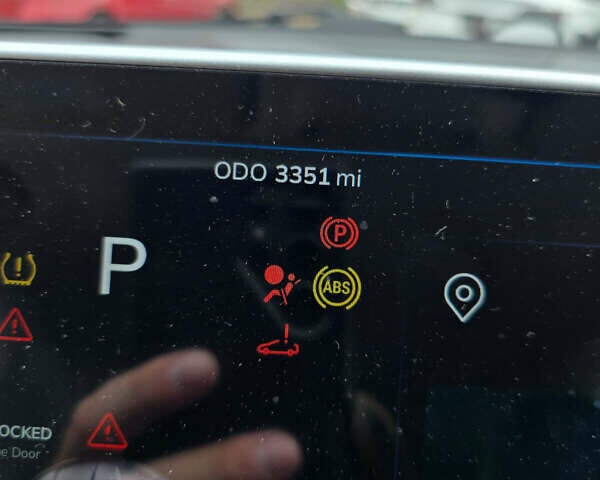 ODO 3351 mi
P
P
ABS
OCKED
e Door